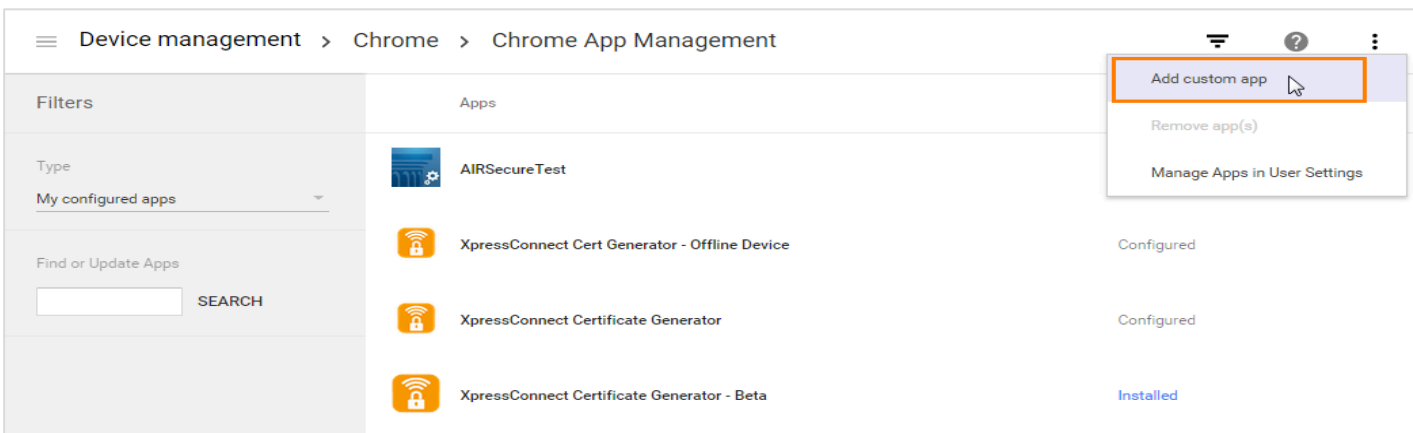 Device management > Chrome > Chrome App Management
Add custom app
Remove app(s)
Manage Apps in User Settings
Filters
Type
My configured apps
Find or Update Apps
SEARCH
Apps
AIRSecureTest
XpressConnect Cert Generator - Offline Device Configured
XpressConnect Certificate Generator Configured
XpressConnect Certificate Generator - Beta Installed